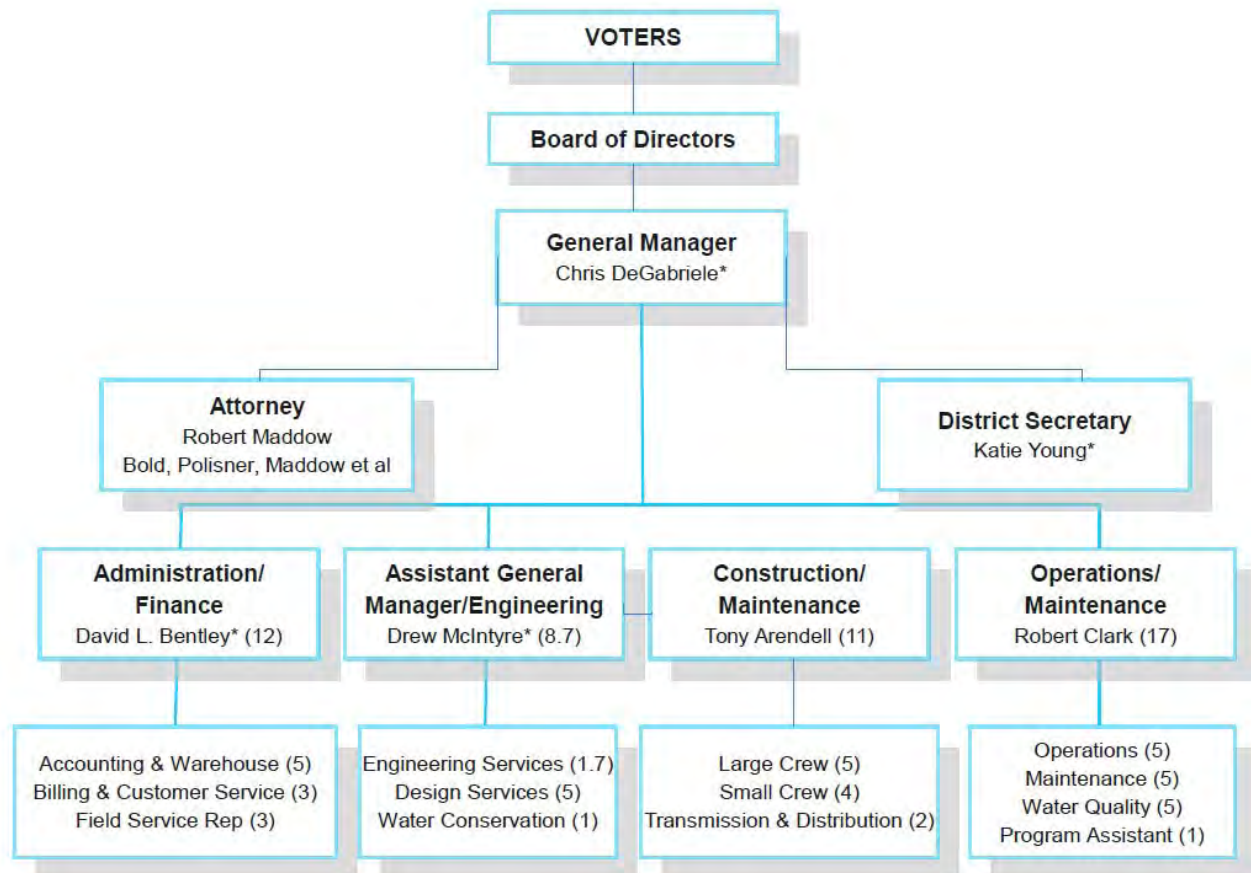 VOTERS
Board of Directors
General Manager
Chris DeGabriele*
Attorney
Robert Maddow
Bold, Polisner, Maddow et al
District Secretary
Katie Young*
Administration/
Finance
David L. Bentley* (12)
Assistant General
Manager/Engineering
Drew McIntyre* (8.7)
Construction/
Maintenance
Tony Arendell (11)
Operations/
Maintenance
Robert Clark (17)
Accounting & Warehouse (5)
Billing & Customer Service (3)
Field Service Rep (3)
Engineering Services (1.7)
Design Services (5)
Water Conservation (1)
Large Crew (5)
Small Crew (4)
Transmission & Distribution (2)
Operations (5)
Maintenance (5)
Water Quality (5)
Program Assistant (1)